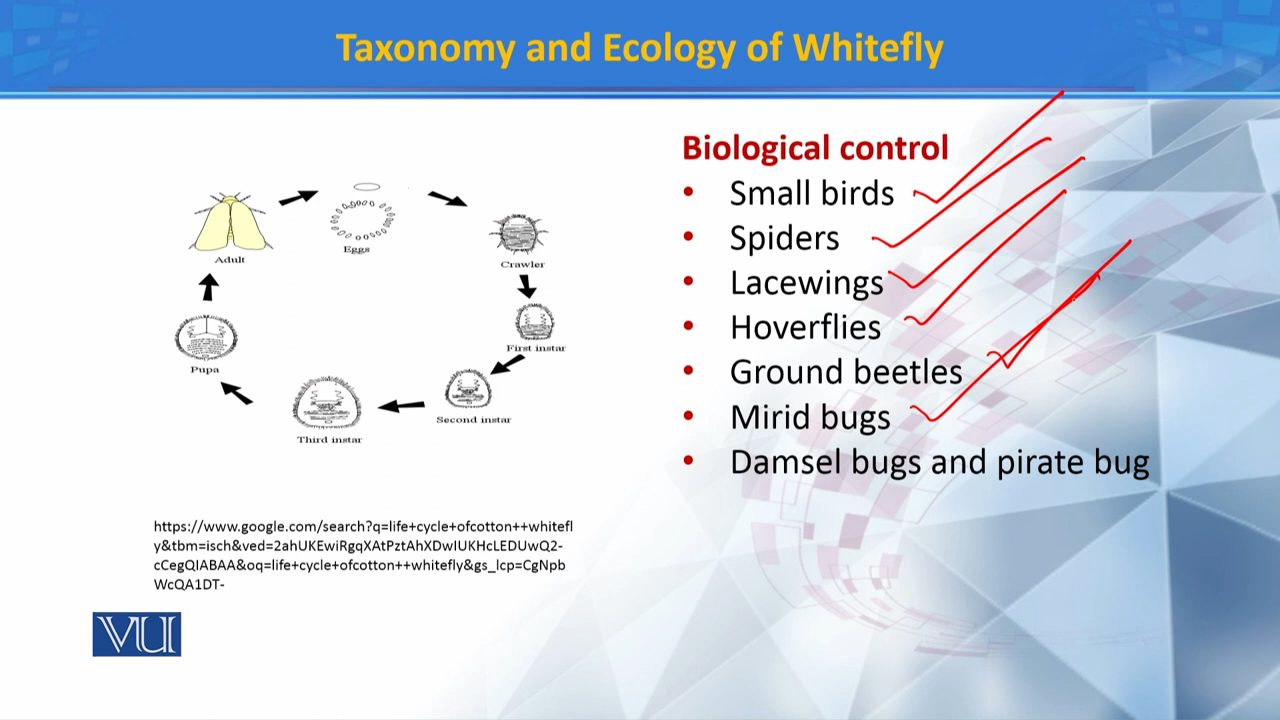 Taxonomy and Ecology of Whitefly
Adult
Eggs
Crawler
First instar
Second instar
Third instar
Pupa
https://www.google.com/search?q=life+cycle+ofcotton++whitefl
y&tbm=isch&ved=2ahUKEwiRgqXAtPztAhXDwIUKHcLEDUwQ2-
cCegQIABAA&oq=life+cycle+ofcotton++whitefly&gs_lcp=CgNpb
WcQA1DT-
VU
Biological control
• Small birds
• Spiders
• Lacewings
• Hoverflies
• Ground beetles
• Mirid bugs
• Damsel bugs and pirate bug